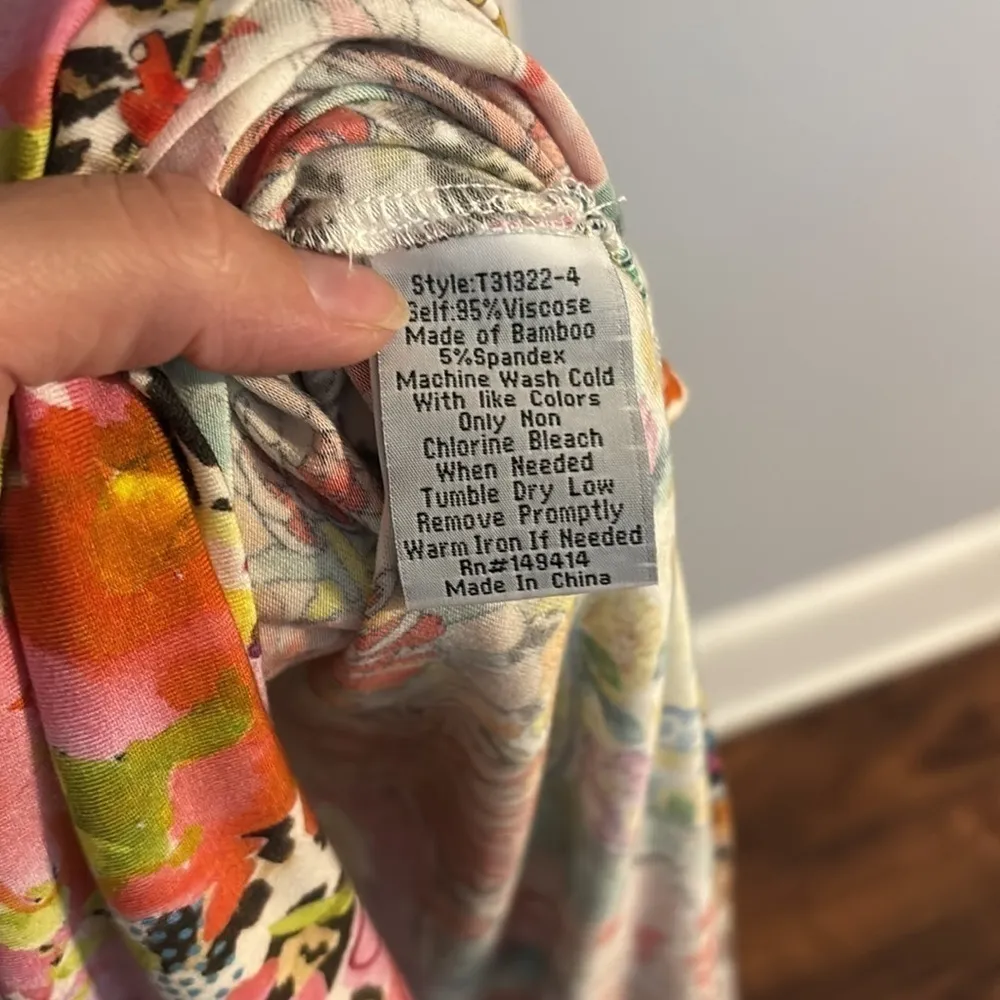 Style:T31322-4
Self:95%Viscose
Made of Bamboo
5%Spandex
Machine Wash Cold
With like Colors
Only Non
Chlorine Bleach
When Needed
Tumble Dry Low
Remove Promptly
Warm Iron If Needed
Rn#149414
Made In China